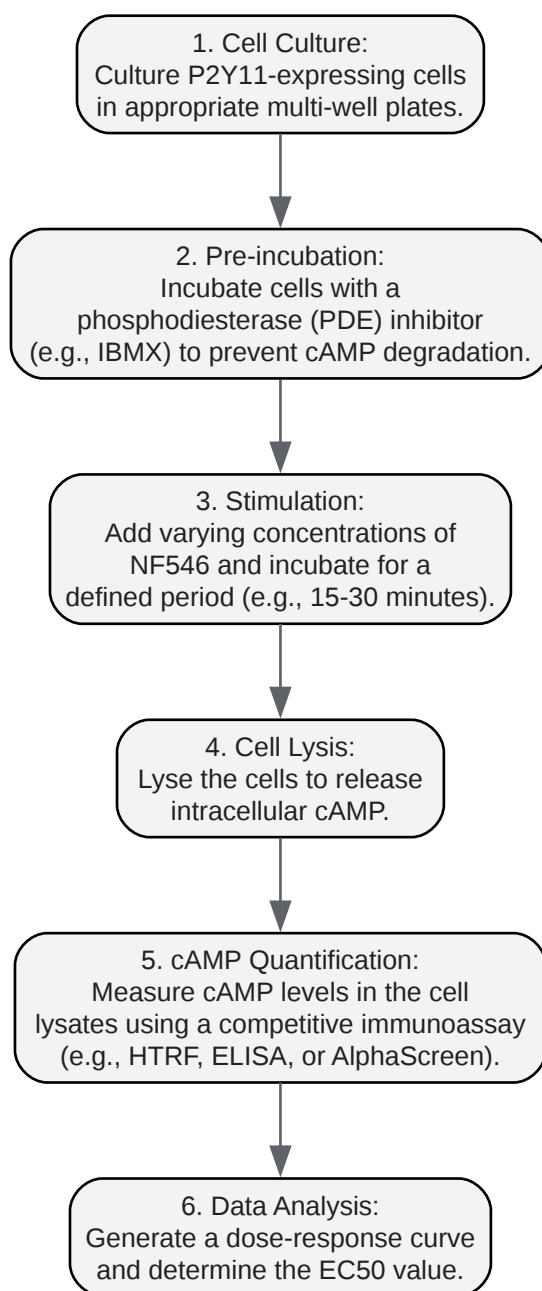 1. Cell Culture:
Culture P2Y11-expressing cells
in appropriate multi-well plates.
2. Pre-incubation:
Incubate cells with a
phosphodiesterase (PDE) inhibitor
(e.g., IBMX) to prevent cAMP degradation.
3. Stimulation:
Add varying concentrations of
NF546 and incubate for a
defined period (e.g., 15-30 minutes).
4. Cell Lysis:
Lyse the cells to release
intracellular cAMP.
5. cAMP Quantification:
Measure cAMP levels in the cell
lysates using a competitive immunoassay
(e.g., HTRF, ELISA, or AlphaScreen).
6. Data Analysis:
Generate a dose-response curve
and determine the EC50 value.